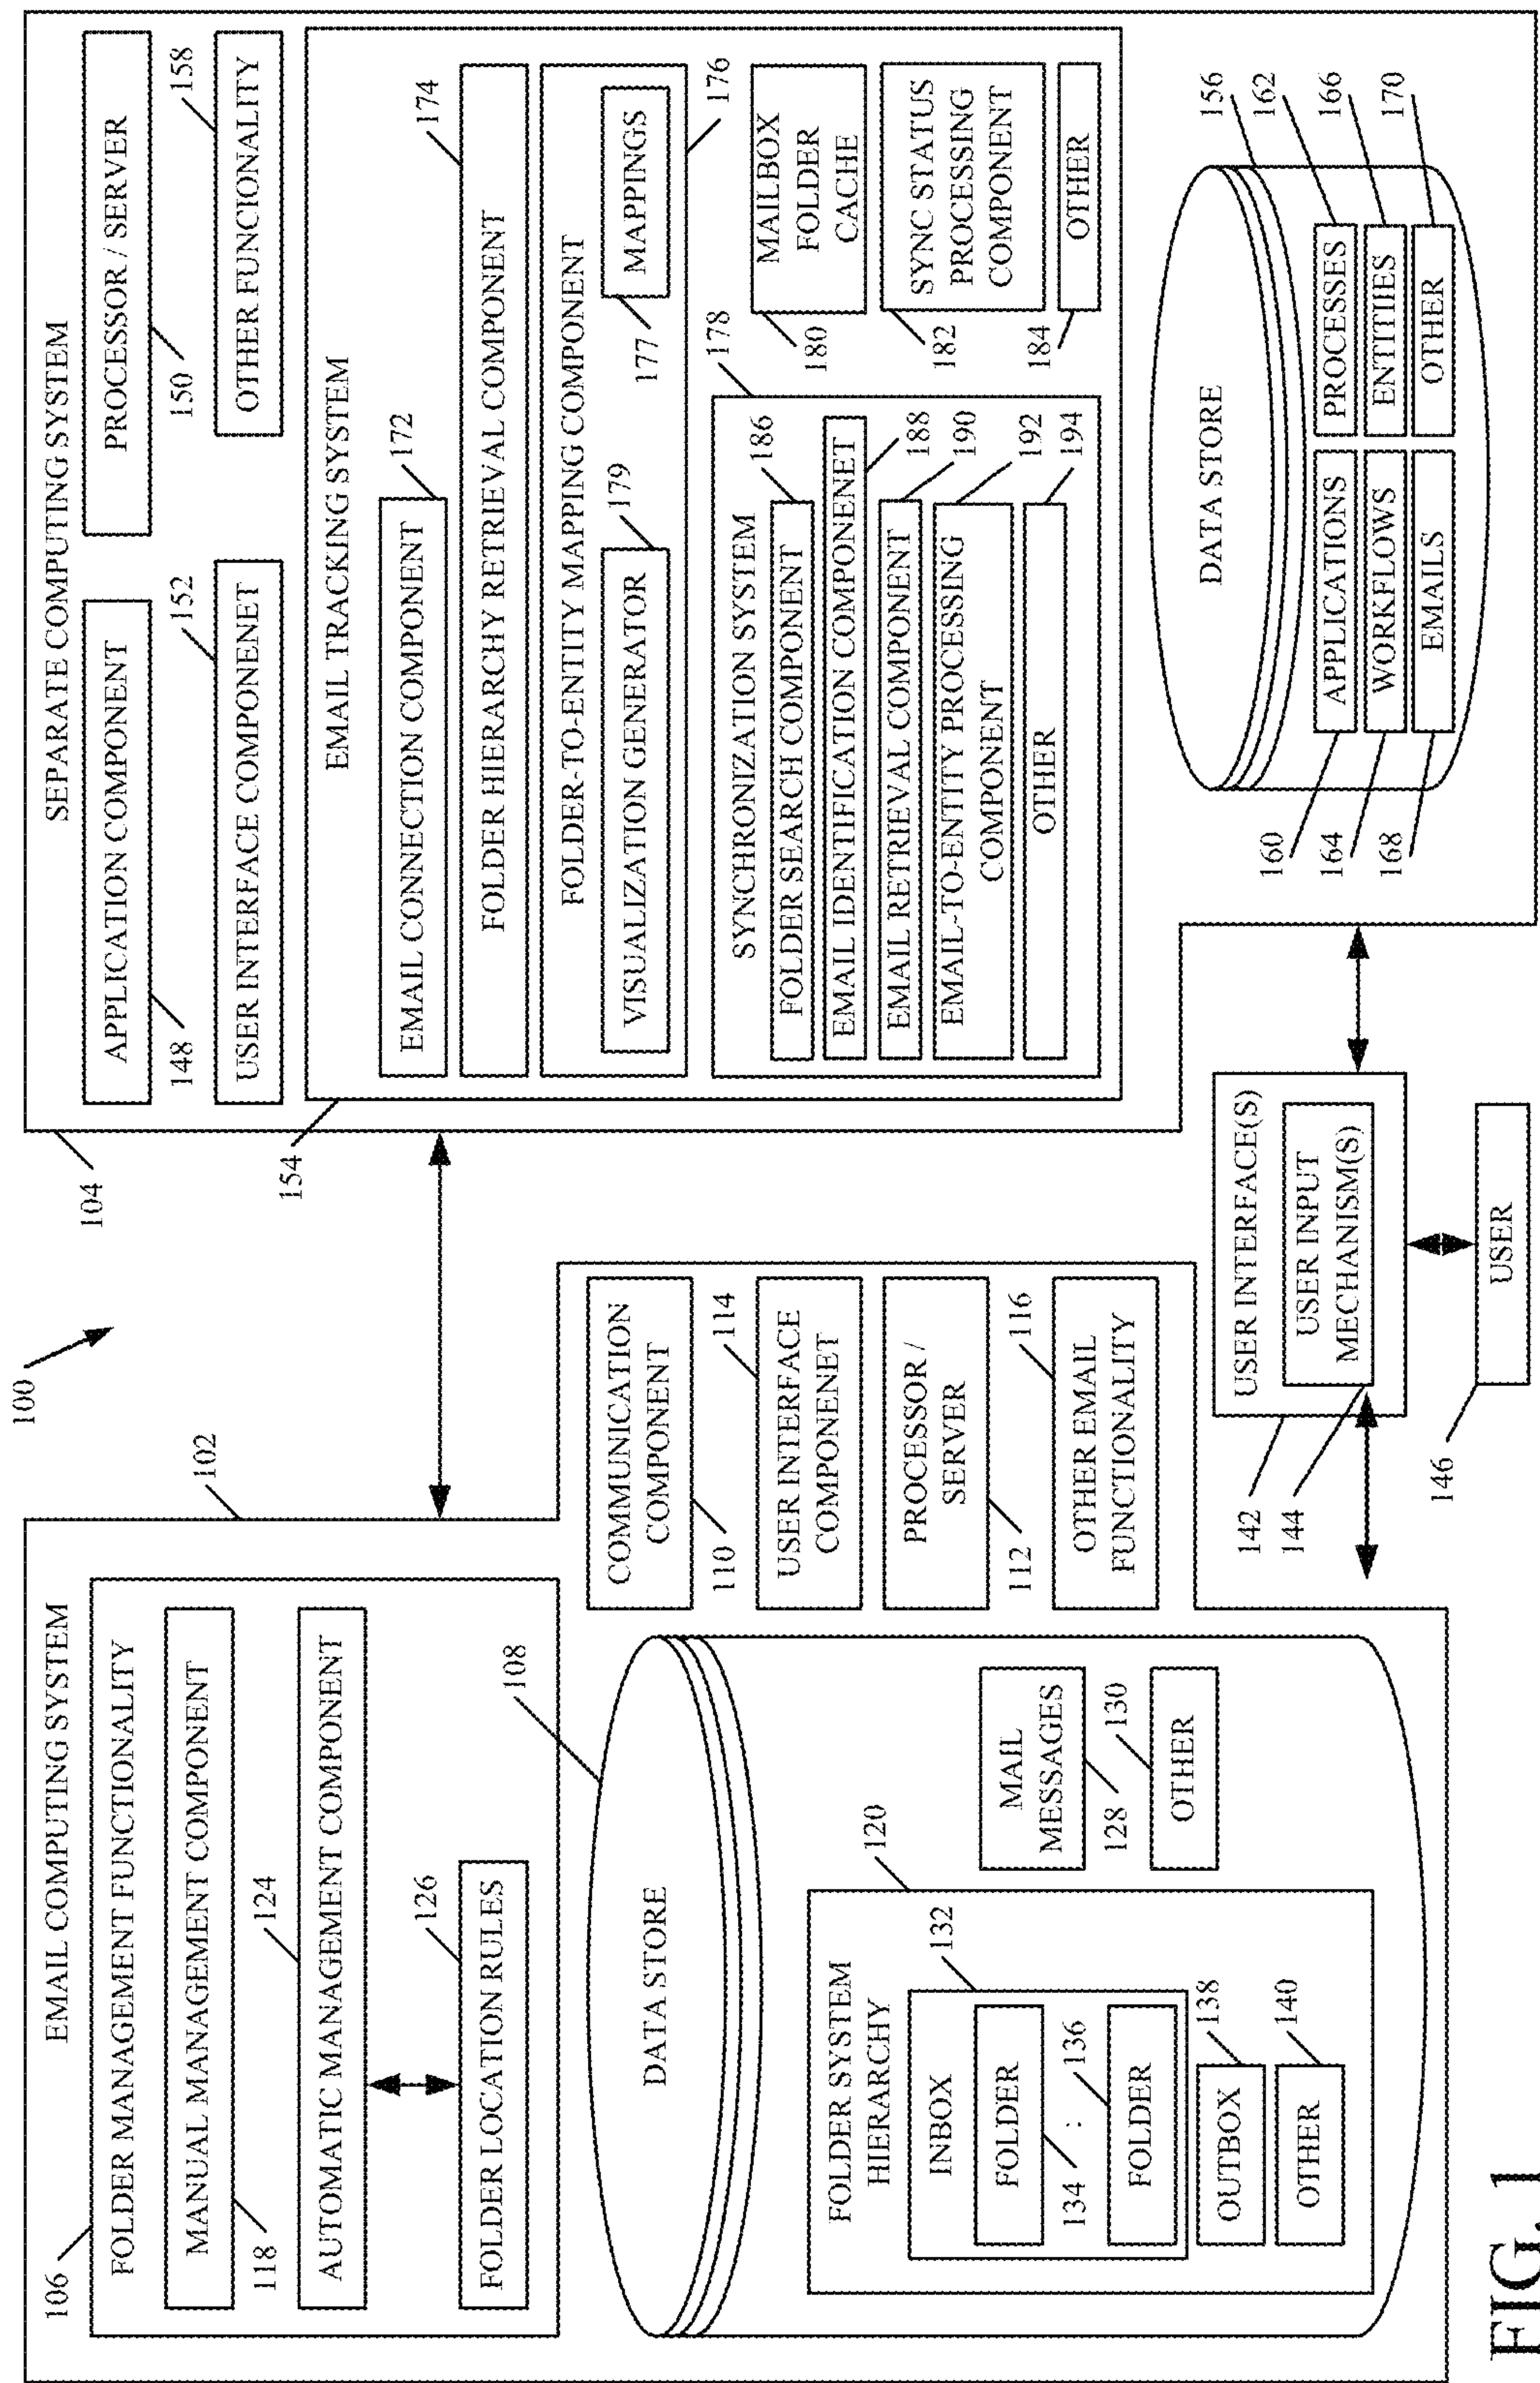 100
102
EMAIL COMPUTING SYSTEM
106
FOLDER MANAGEMENT FUNCTIONALITY
MANUAL MANAGEMENT COMPONENT
118
124
AUTOMATIC MANAGEMENT COMPONENT
126
FOLDER LOCATION RULES
108
DATA STORE
120
FOLDER SYSTEM
HIERARCHY
132
INBOX
FOLDER
134
:
136
FOLDER
138
OUTBOX
140
OTHER
MAIL
MESSAGES
128
130
OTHER
COMMUNICATION
COMPONENT
110
114
USER INTERFACE
COMPONENET
PROCESSOR /
SERVER
112
116
OTHER EMAIL
FUNCTIONALITY
142
144
USER INTERFACE(S)
USER INPUT
MECHANISM(S)
146
USER
104
SEPARATE COMPUTING SYSTEM
APPLICATION COMPONENT
148
PROCESSOR / SERVER
150
152
USER INTERFACE COMPONENET
158
OTHER FUNCIONALITY
154
EMAIL TRACKING SYSTEM
172
EMAIL CONNECTION COMPONENT
174
FOLDER HIERARCHY RETRIEVAL COMPONENT
FOLDER-TO-ENTITY MAPPING COMPONENT
179
VISUALIZATION GENERATOR
177
MAPPINGS
176
178
SYNCHRONIZATION SYSTEM
186
FOLDER SEARCH COMPONENT
EMAIL IDENTIFICATION COMPONENET
188
EMAIL RETRIEVAL COMPONENT
190
EMAIL-TO-ENTITY PROCESSING
COMPONENT
192
OTHER
194
MAILBOX
FOLDER
CACHE
180
SYNC STATUS
PROCESSING
COMPONENT
182
OTHER
184
DATA STORE
156
160
APPLICATIONS
PROCESSES
162
164
WORKFLOWS
ENTITIIES
166
168
EMAILS
OTHER
170
FIG. 1